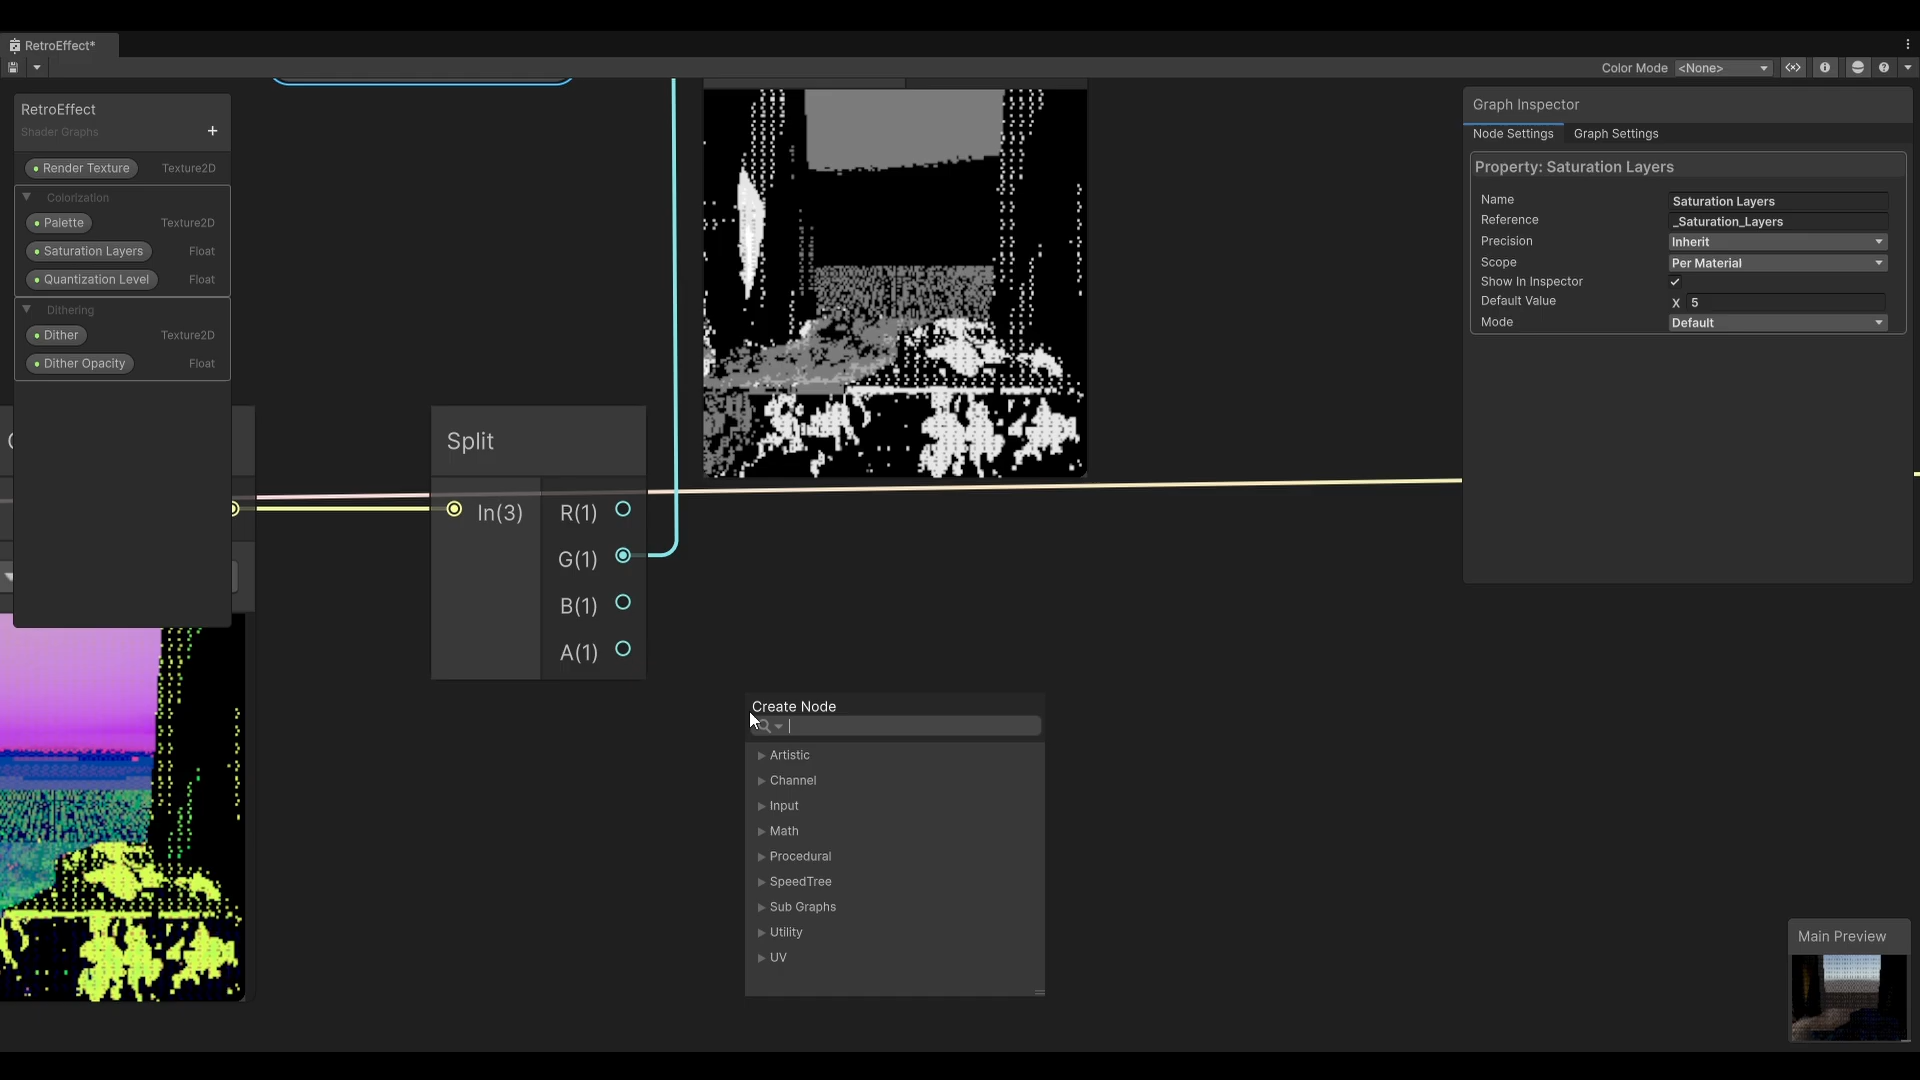 RetroEffect*
Color Mode <None>
RetroEffect
Shader Graphs
Render Texture Texture2D
Colorization
Palette Texture2D
Saturation Layers Float
Quantization Level Float
Dithering
Dither Texture2D
Dither Opacity Float
Split
In(3) R(1)
G(1)
B(1)
A(1)
Create Node
Artistic
Channel
Input
Math
Procedural
SpeedTree
Sub Graphs
Utility
UV
Graph Inspector
Node Settings Graph Settings
Property: Saturation Layers
Name Saturation Layers
Reference _Saturation_Layers
Precision Inherit
Scope Per Material
Show In Inspector
Default Value X 5
Mode Default
Main Preview